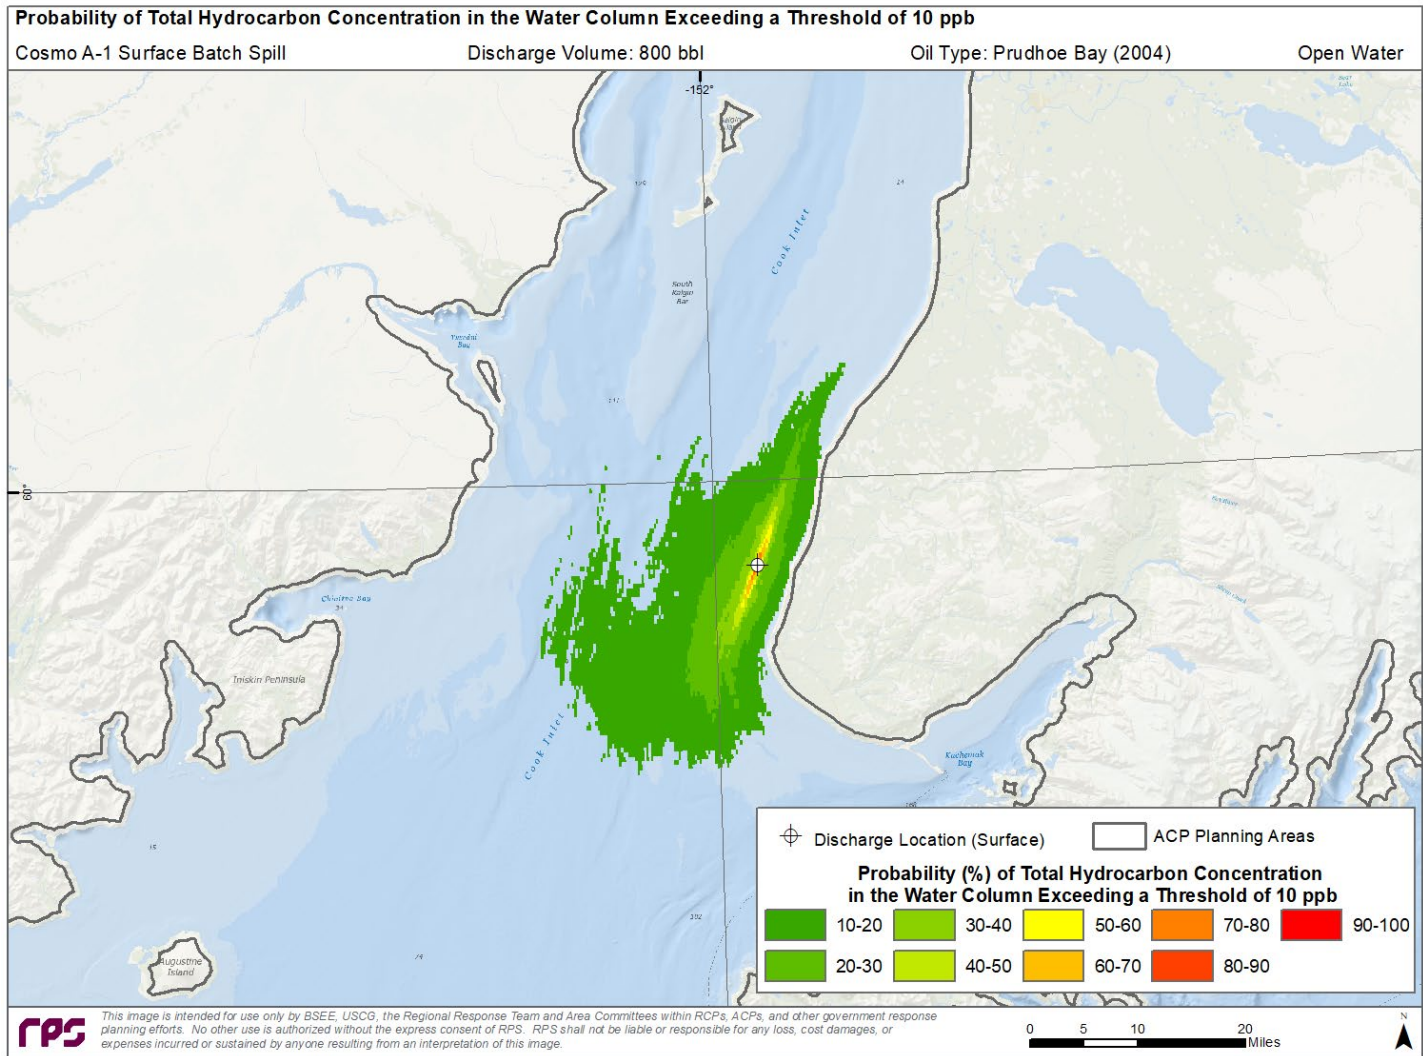 Probability of Total Hydrocarbon Concentration in the Water Column Exceeding a Threshold of 10 ppb
Cosmo A-1 Surface Batch Spill Discharge Volume: 800 bbl Oil Type: Prudhoe Bay (2004) Open Water
-152°
Kalgin
Island
Cook Inlet
South
Kalgin
Bar
Tuxedni
Bay
60°
Chinitna Bay
34
Iniskin Peninsula
Cook Inlet
Kachemak
Bay
Augustine
Island
Discharge Location (Surface) ACP Planning Areas
Probability (%) of Total Hydrocarbon Concentration
in the Water Column Exceeding a Threshold of 10 ppb
10-20 30-40 50-60 70-80 90-100
20-30 40-50 60-70 80-90
rps
This image is intended for use only by BSEE, USCG, the Regional Response Team and Area Committees within RCPs, ACPs, and other government response
planning efforts. No other use is authorized without the express consent of RPS. RPS shall not be liable or responsible for any loss, cost damages, or
expenses incurred or sustained by anyone resulting from an interpretation of this image.
0 5 10 20
Miles
N